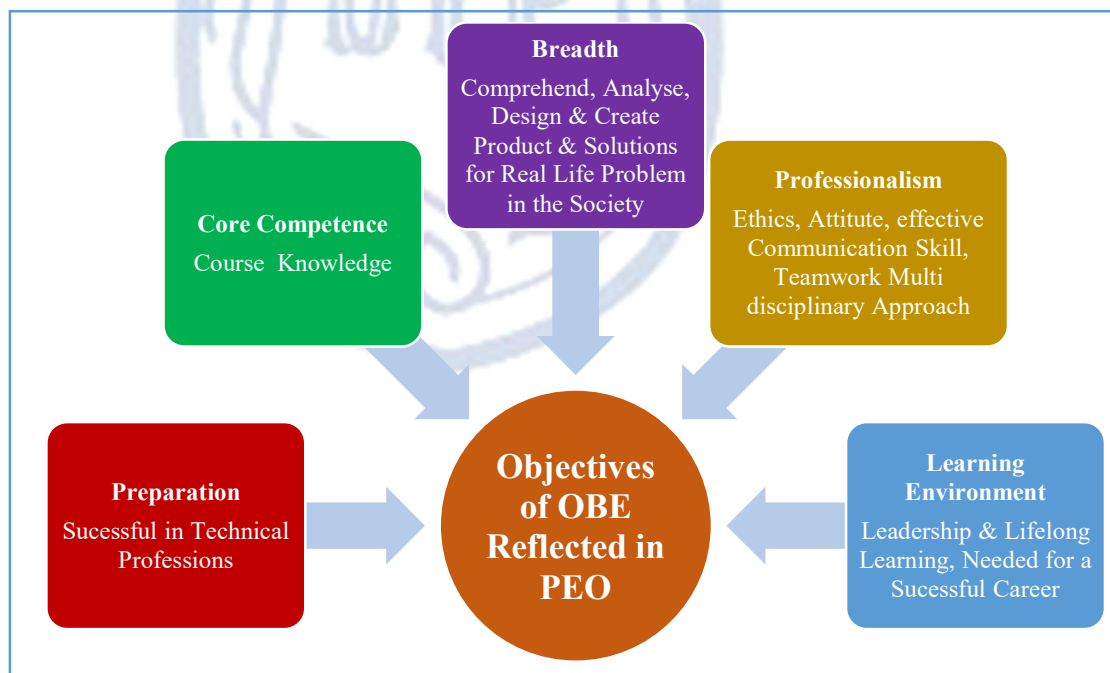 Breadth
Comprehend, Analyse,
Design & Create
Product & Solutions
for Real Life Problem
in the Society
Core Competence
Course Knowledge
Professionalism
Ethics, Attitute, effective
Communication Skill,
Teamwork Multi
disciplinary Approach
Preparation
Sucessful in Technical
Professions
Objectives
of OBE
Reflected in
PEO
Learning
Environment
Leadership & Lifelong
Learning, Needed for a
Sucessful Career